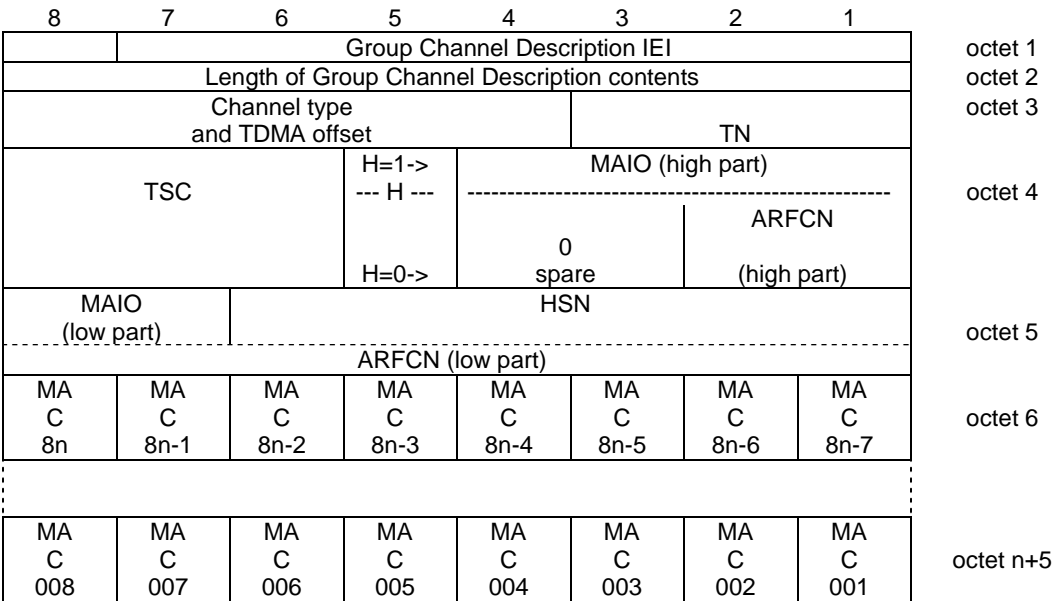 8 7 6 5 4 3 2 1
Group Channel Description IEI octet 1
Length of Group Channel Description contents octet 2
Channel type octet 3
and TDMA offset TN
H=1-> MAIO (high part)
TSC --- H --- ----------------------------------------------------- octet 4
ARFCN
0
H=0-> spare (high part)
MAIO HSN
(low part) octet 5
ARFCN (low part)
MA MA MA MA MA MA MA MA
C C C C C C C C octet 6
8n 8n-1 8n-2 8n-3 8n-4 8n-5 8n-6 8n-7
MA MA MA MA MA MA MA MA
C C C C C C C C octet n+5
008 007 006 005 004 003 002 001